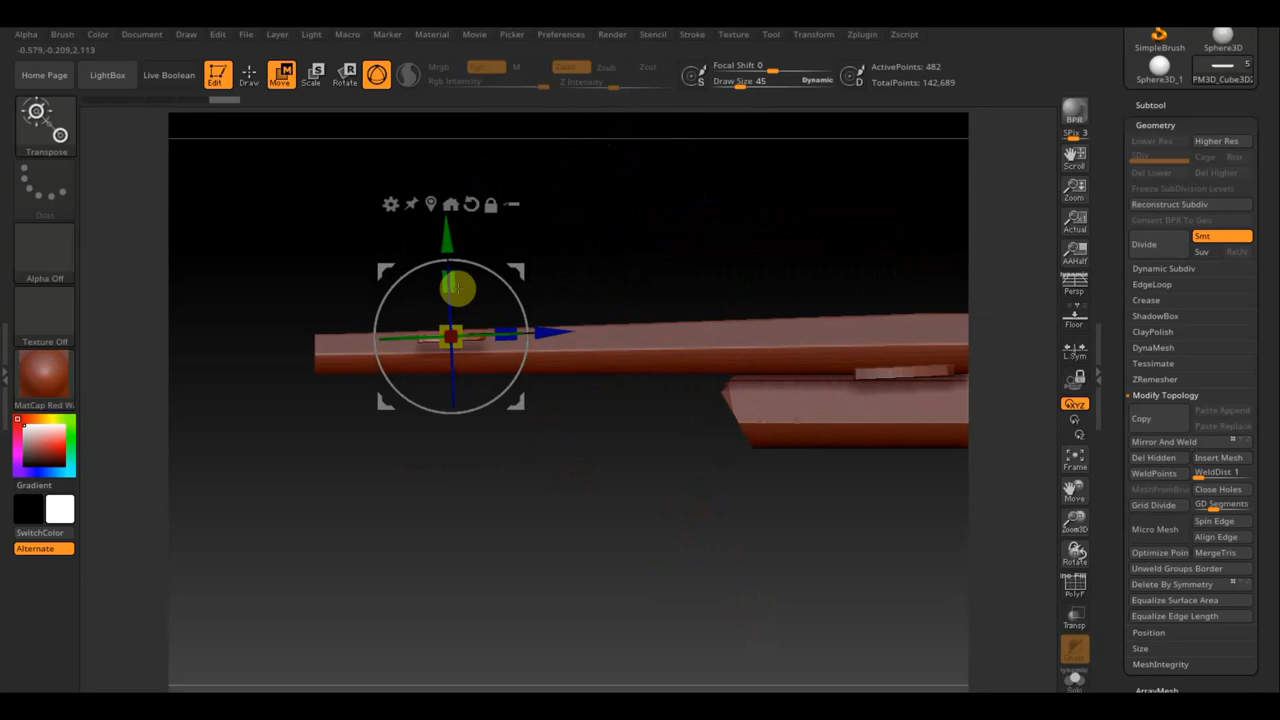 Alpha Brush Color Document Draw Edit File Layer Light Macro Marker Material Movie Picker Preferences Render Stencil Stroke Texture Tool Transform Zplugin Zscript
-0.579,-0.209,2.113
Home Page LightBox Live Boolean Edit Draw Move Scale Rotate
Mrgb Rgb M Zadd Zsub Zcut
Rgb Intensity Z Intensity
S Focal Shift 0
Draw Size 45 Dynamic D
ActivePoints: 482
TotalPoints: 142,689
Transpose
Dots
Alpha Off
Texture Off
MatCap Red W
Gradient
SwitchColor
Alternate
BPR
SPix 3
Scroll
Zoom
Actual
AAHalf
dynamic
Persp
Floor
L.Sym
XYZ
Y
Z
Frame
Move
Zoom3D
Rotate
Line Fill
PolyF
Transp
dynamic
Solo
SimpleBrush Sphere3D
Sphere3D_1 5 PM3D_Cube3D2
Subtool
Geometry
Lower Res Higher Res
SDiv Cage Rstr
Del Lower Del Higher
Freeze SubDivision Levels
Reconstruct Subdiv
Convert BPR To Geo
Divide Smt
Suv ReUV
Dynamic Subdiv
EdgeLoop
Crease
ShadowBox
ClayPolish
DynaMesh
Tessimate
ZRemesher
Modify Topology
Copy Paste Append
Paste Replace
Mirror And Weld
Del Hidden Insert Mesh
WeldPoints WeldDist 1
MeshFromBru Close Holes
Grid Divide GD Segments
Micro Mesh Spin Edge
Align Edge
Optimize Poin MergeTris
Unweld Groups Border
Delete By Symmetry
Equalize Surface Area
Equalize Edge Length
Position
Size
MeshIntegrity
ArrayMesh